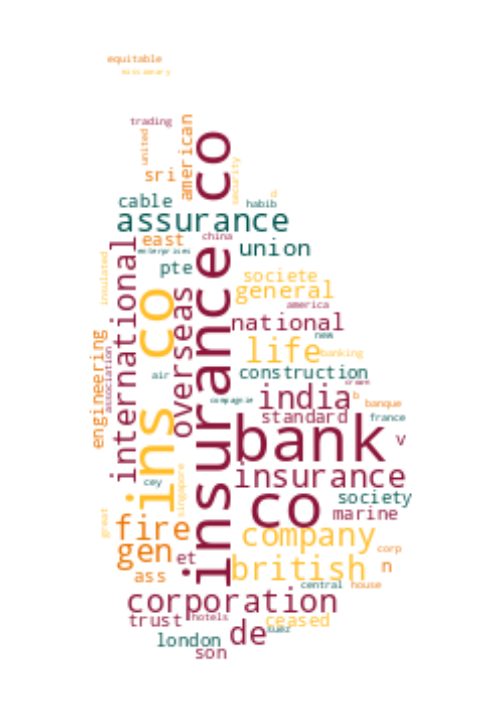 equitable
missionary
trading
united
american
co
security
sri
d
cable
habib
assurance
east
china
union
enterprises
pte
insulated
international
societe
general
ins co
overseas
insurance
america
national
new
life
banking
engineering
association
air
construction
crown
compagnie
india
b
banque
standard
france
bank
v
insurance
cey
singapore
co
society
marine
great
fire
company
gen
et
corp
british
n
ass
central
house
corporation
trust
hotels
ceased
de
suez
london
son